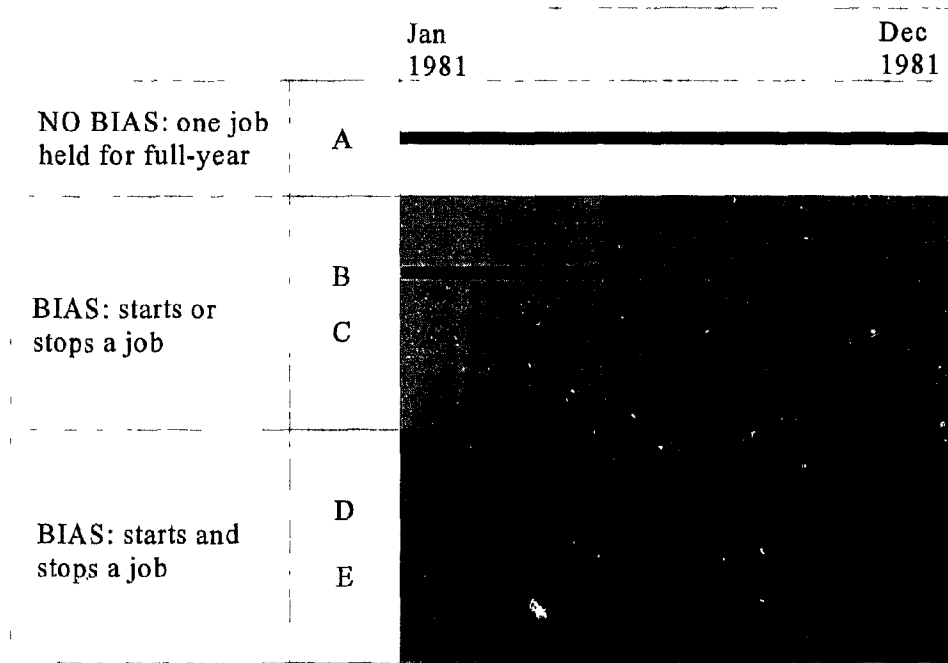 Jan Dec
1981 1981
NO BIAS: one job
held for full-year
A
B
BIAS: starts or
stops a job
C
D
BIAS: starts and
stops a job
E